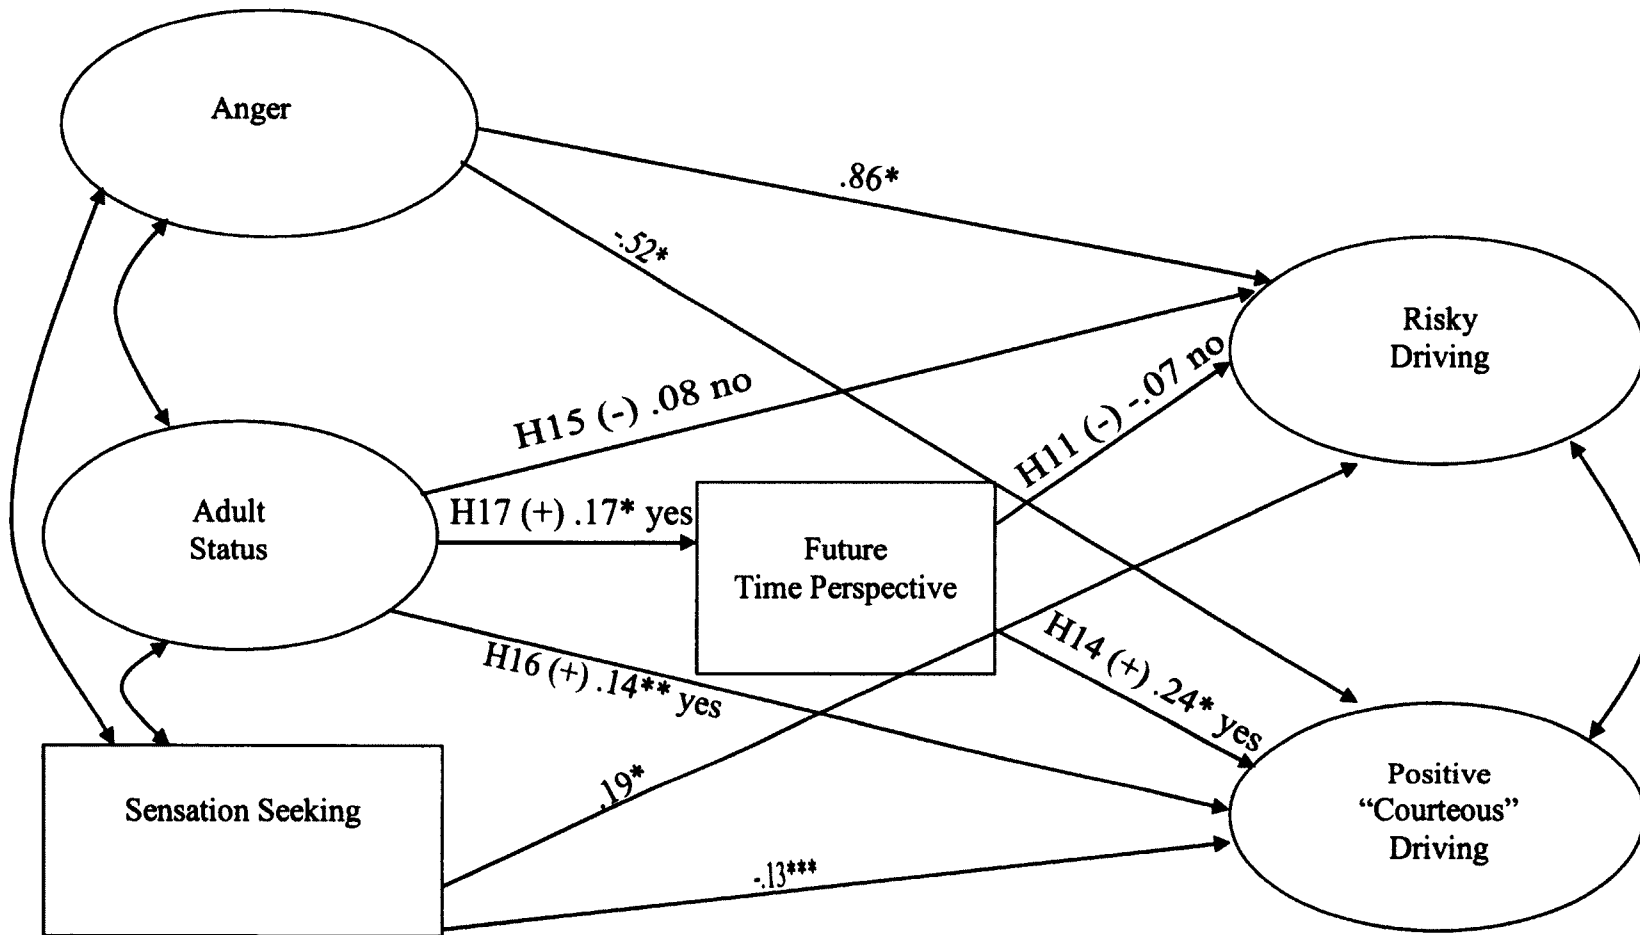 Anger
.86*
-.52*
Risky
Driving
H15 (-) .08 no
H11 (-) -.07 no
Adult
Status
H17 (+) .17* yes
Future
Time Perspective
H16 (+) .14** yes
H14 (+) .24* yes
Sensation Seeking
.19*
-.13***
Positive
“Courteous”
Driving